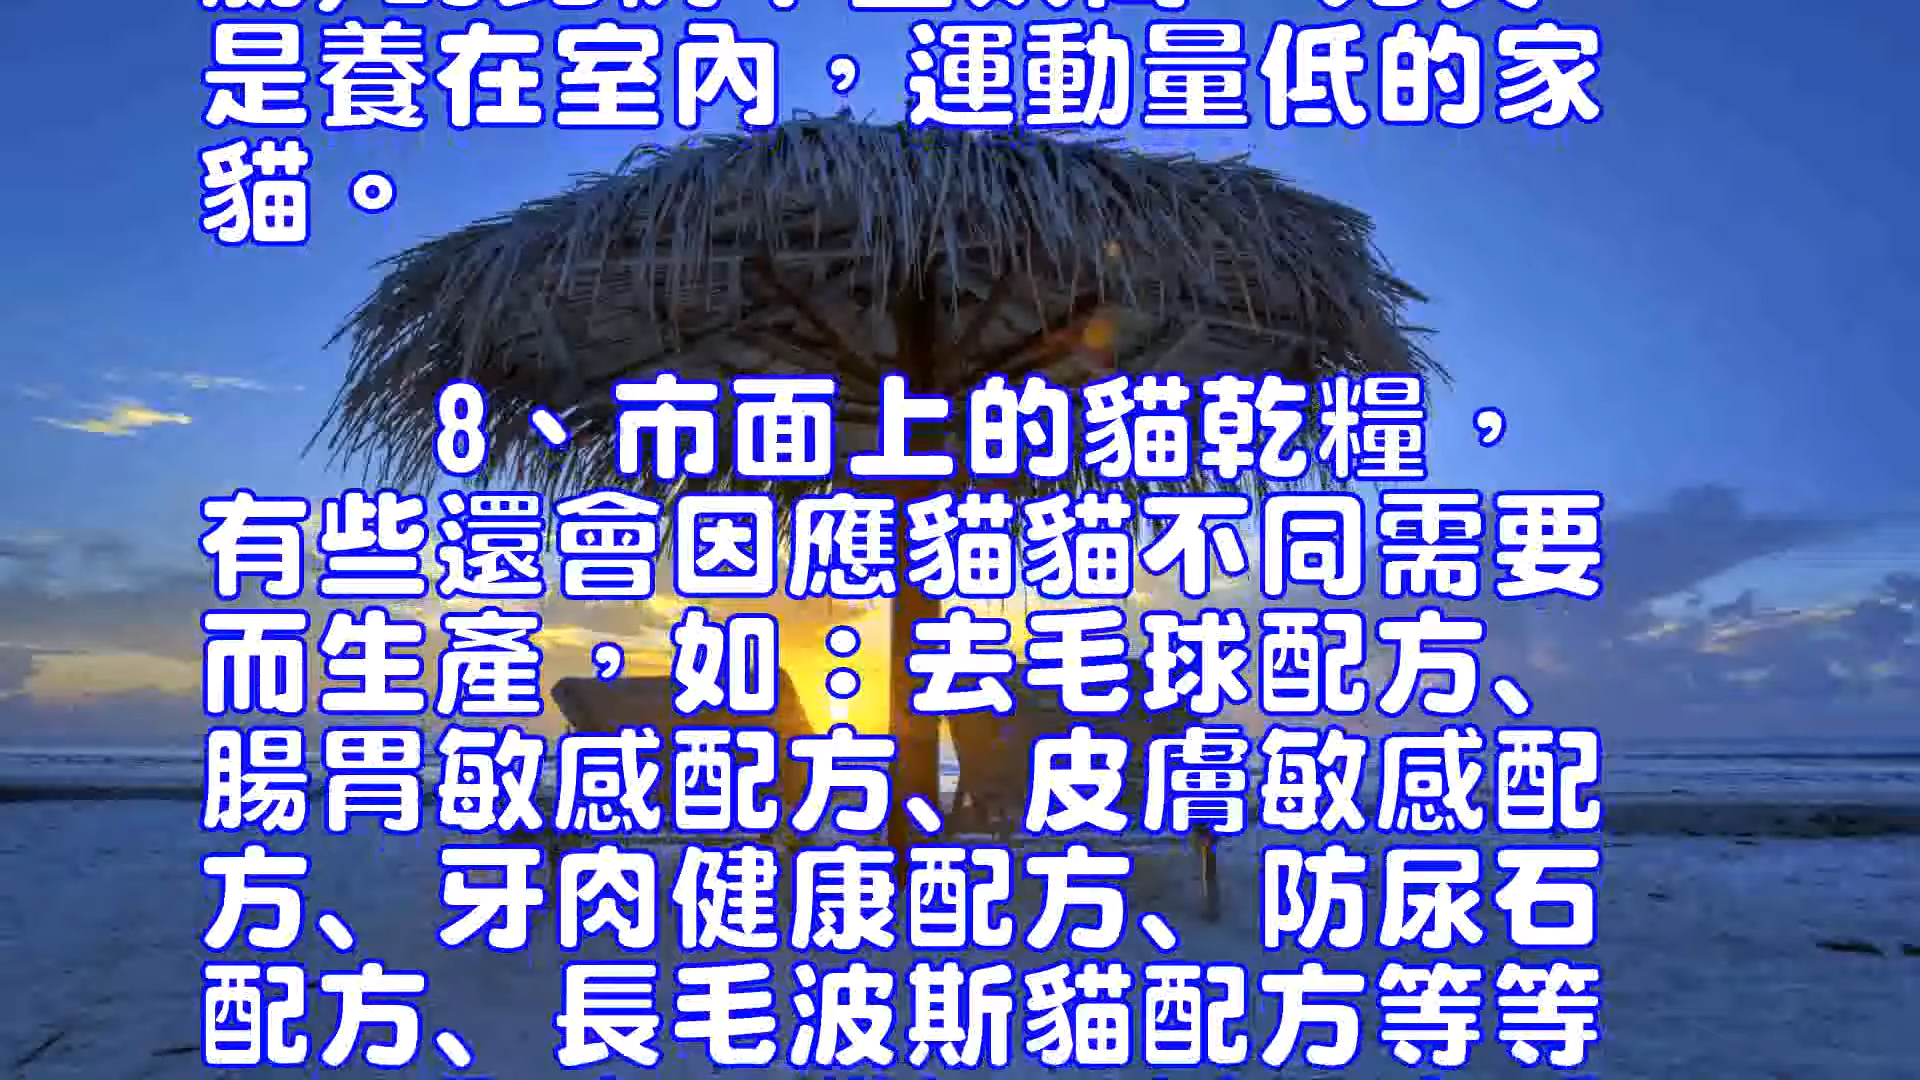 是養在室內，運動量低的家
貓。
8、市面上的貓乾糧，
有些還會因應貓貓不同需要
而生產，如：去毛球配方、
腸胃敏感配方、皮膚敏感配
方、牙肉健康配方、防尿石
配方、長毛波斯貓配方等等